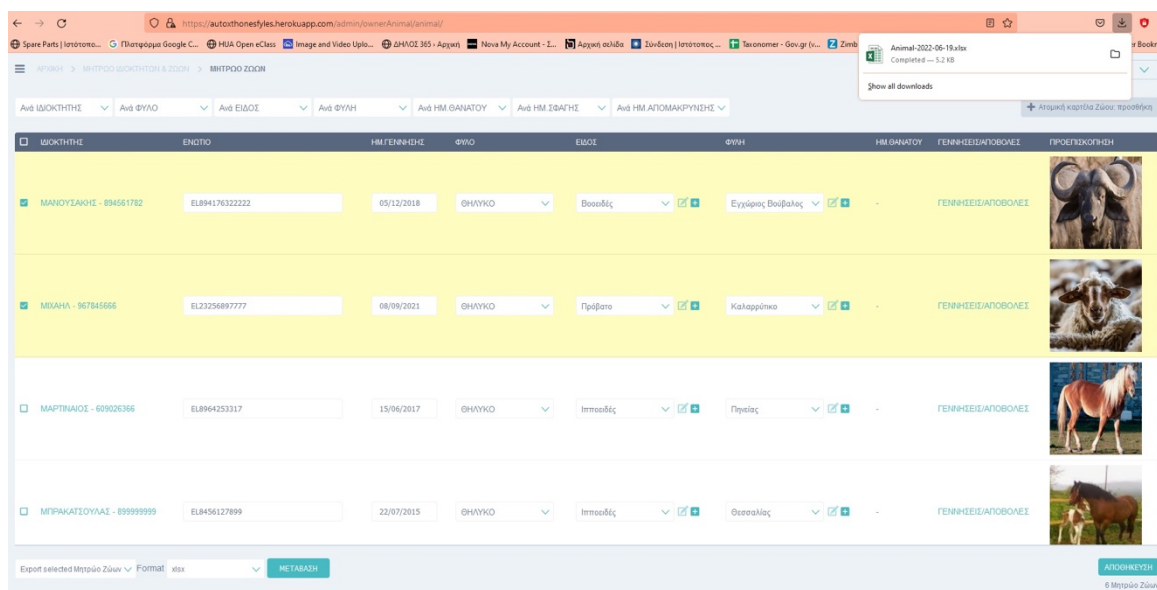 https://autoxthonesfyles.herokuapp.com/admin/ownerAnimal/animal/
Spare Parts | Ιστότοπο... Πλατφόρμα Google C... HUA Open eClass Image and Video Uplo... ΔΗΛΟΣ 365 - Αρχική Nova My Account - Σ... Αρχική σελίδα Σύνδεση | Ιστότοπος ... Taxonomer - Gov.gr (v... Zimb
Animal-2022-06-19.xlsx
Completed — 5.2 KB
Show all downloads
ΑΡΧΙΚΗ > ΜΗΤΡΩΟ ΙΔΙΟΚΤΗΤΩΝ & ΖΩΩΝ > ΜΗΤΡΩΟ ΖΩΩΝ
Ανά ΙΔΙΟΚΤΗΤΗΣ Ανά ΦΥΛΟ Ανά ΕΙΔΟΣ Ανά ΦΥΛΗ Ανά ΗΜ.ΘΑΝΑΤΟΥ Ανά ΗΜ.ΣΦΑΓΗΣ Ανά ΗΜ.ΑΠΟΜΑΚΡΥΝΣΗΣ Ατομική καρτέλα Ζώου: προσθήκη
ΙΔΙΟΚΤΗΤΗΣ ΕΝΩΤΙΟ ΗΜ.ΓΕΝΝΗΣΗΣ ΦΥΛΟ ΕΙΔΟΣ ΦΥΛΗ ΗΜ.ΘΑΝΑΤΟΥ ΓΕΝΝΗΣΕΙΣ/ΑΠΟΒΟΛΕΣ ΠΡΟΕΠΙΣΚΟΠΗΣΗ
ΜΑΝΟΥΣΑΚΗΣ - 894561782 EL894176322222 05/12/2018 ΘΗΛΥΚΟ Βοοειδές Εγχώριος Βούβαλος - ΓΕΝΝΗΣΕΙΣ/ΑΠΟΒΟΛΕΣ
ΜΙΧΑΗΛ - 967845666 EL23256897777 08/09/2021 ΘΗΛΥΚΟ Πρόβατο Καλαρρύτικο - ΓΕΝΝΗΣΕΙΣ/ΑΠΟΒΟΛΕΣ
ΜΑΡΤΙΝΑΙΟΣ - 609026366 EL8964253317 15/06/2017 ΘΗΛΥΚΟ Ιπποειδές Πηνείας - ΓΕΝΝΗΣΕΙΣ/ΑΠΟΒΟΛΕΣ
ΜΠΡΑΚΑΤΣΟΥΛΑΣ - 899999999 EL8456127899 22/07/2015 ΘΗΛΥΚΟ Ιπποειδές Θεσσαλίας - ΓΕΝΝΗΣΕΙΣ/ΑΠΟΒΟΛΕΣ
Export selected Μητρώο Ζώων Format xlsx ΜΕΤΑΒΑΣΗ ΑΠΟΘΗΚΕΥΣΗ
6 Μητρώο Ζώων